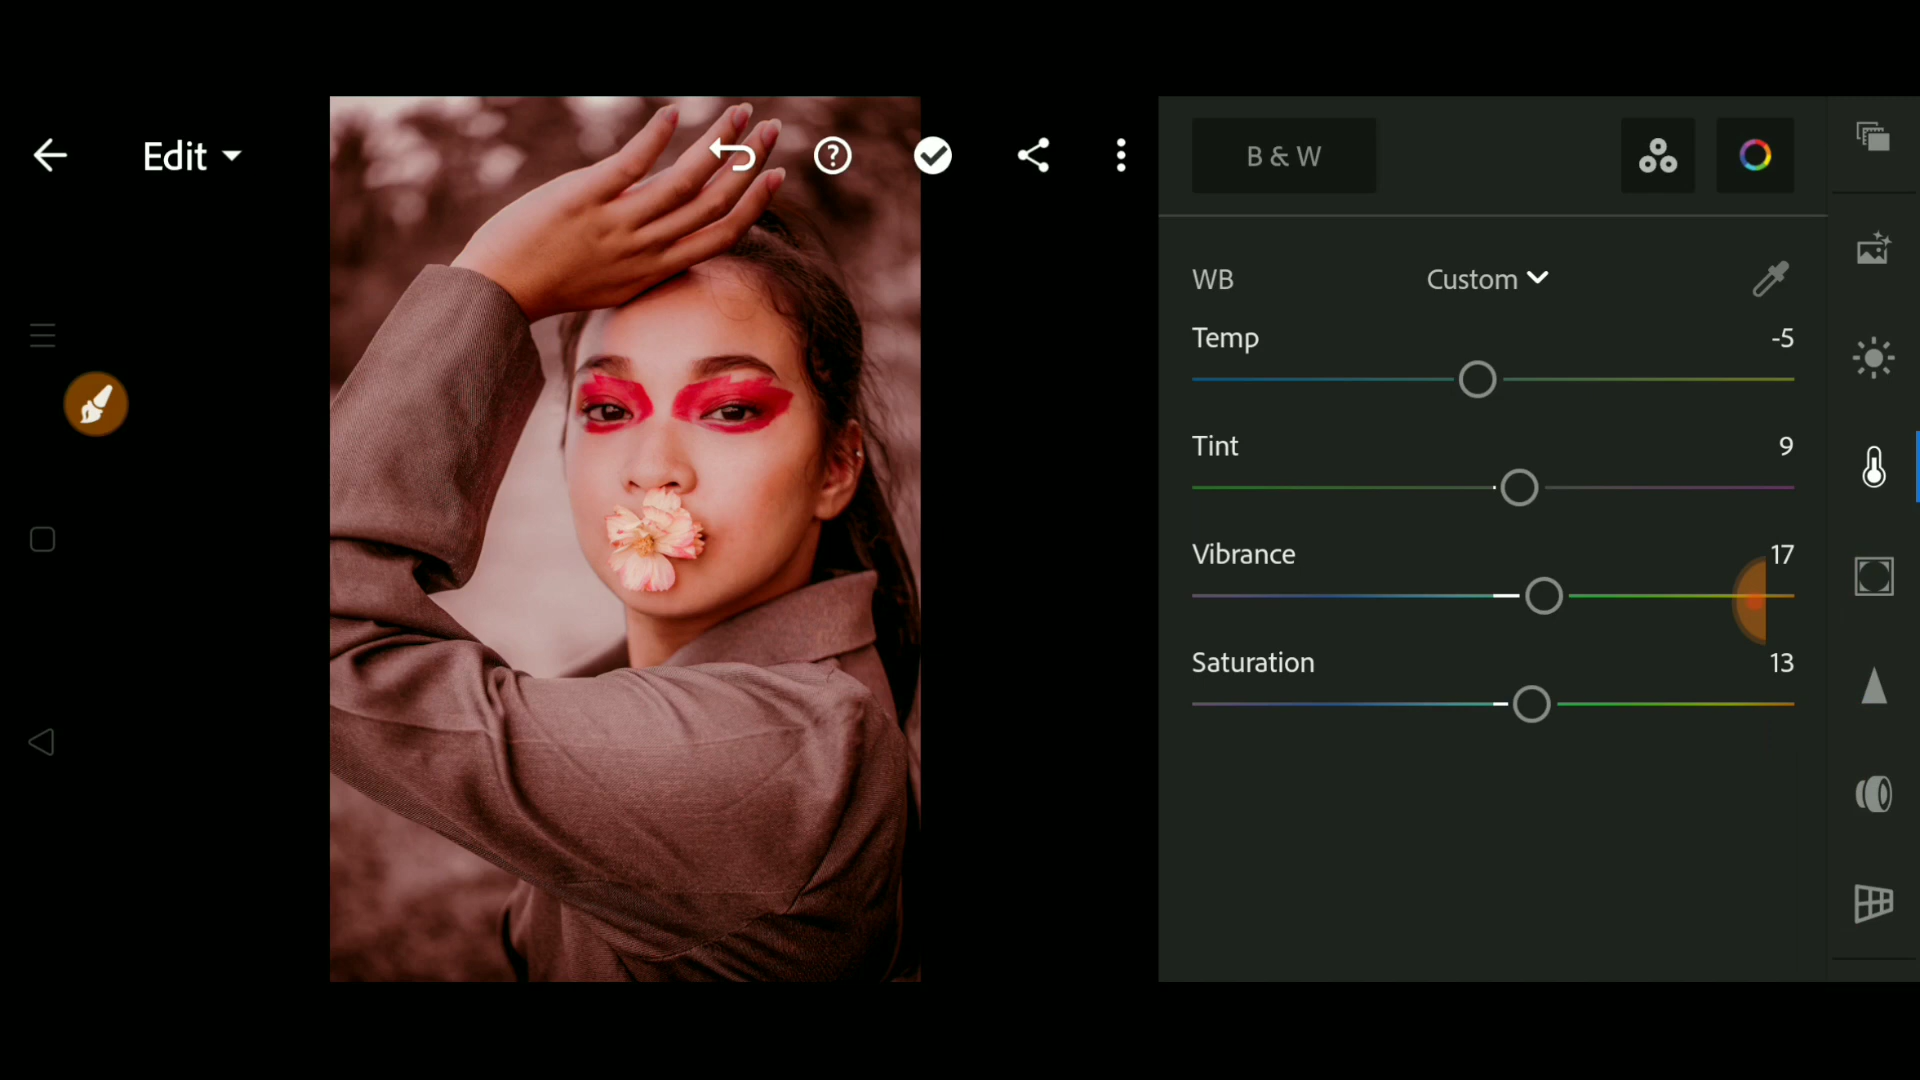 Edit
B & W
WB Custom
Temp -5
Tint 9
Vibrance 17
Saturation 13